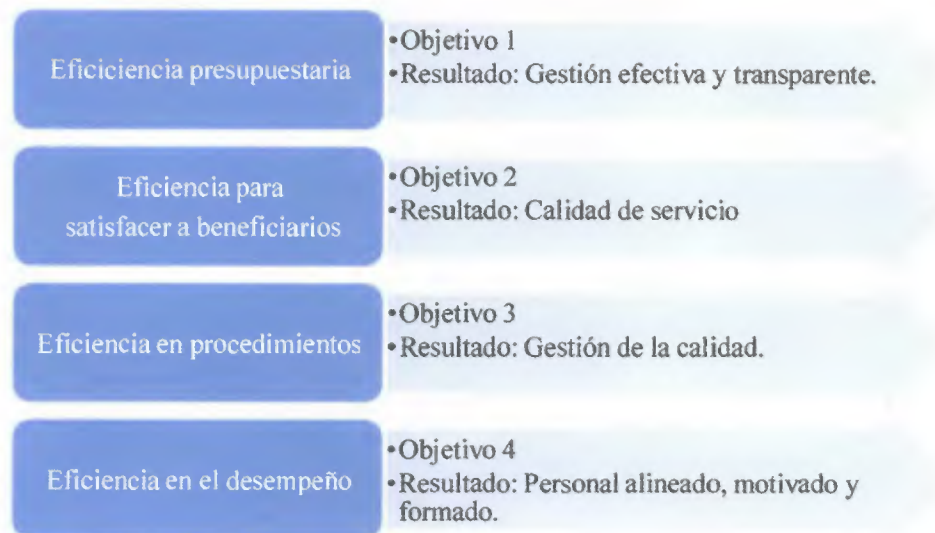 Eficiciencia presupuestaria
•Objetivo 1
•Resultado: Gestión efectiva y transparente.
Eficiencia para
satisfacer a beneficiarios
•Objetivo 2
•Resultado: Calidad de servicio
Eficiencia en procedimientos
•Objetivo 3
•Resultado: Gestión de la calidad.
Eficiencia en el desempeño
•Objetivo 4
•Resultado: Personal alineado, motivado y
formado.